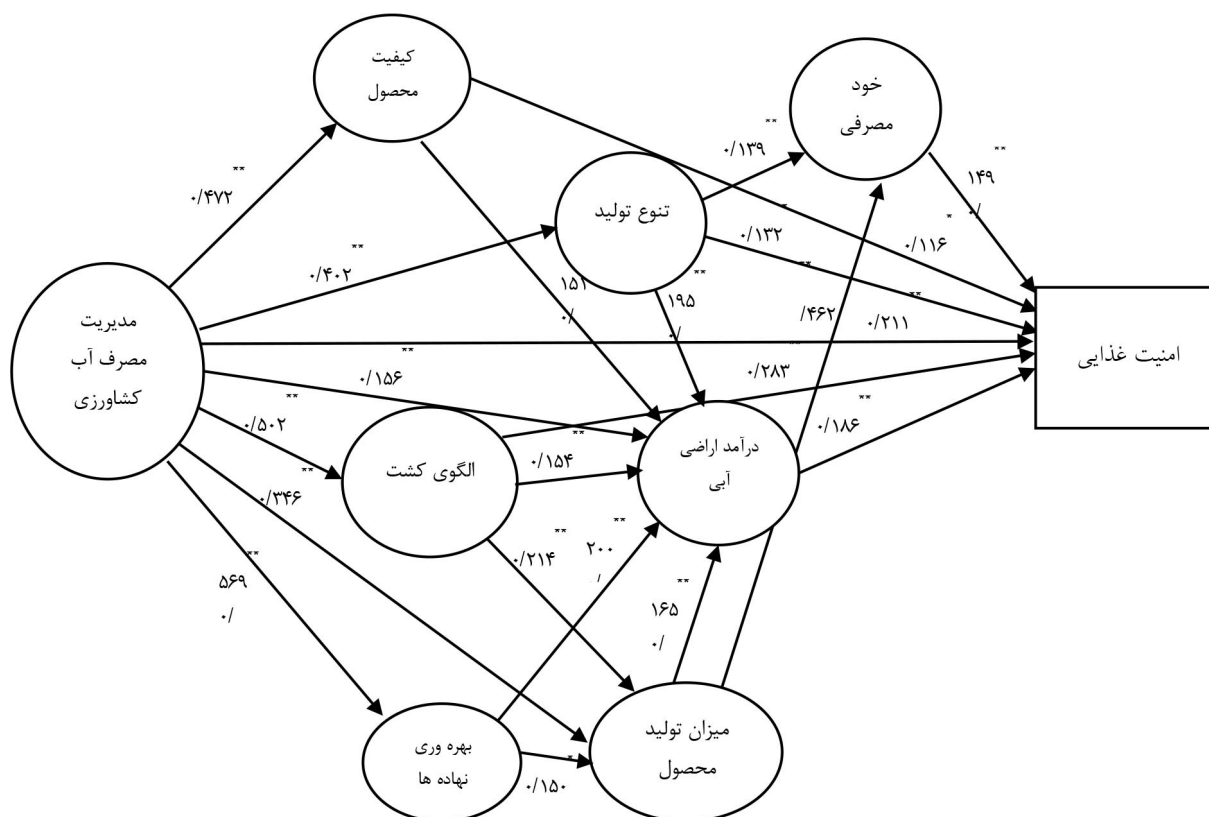 کیفیت
محصول
خود
مصرفی
**
۰/۱۳۹
**
۱۴۹
۰/
**
۰/۴۷۲
تنوع تولید
*
۰/۱۳۲
*
۰/۱۱۶
**
۰/۴۰۲
۱۵۱
۰/
**
۱۹۵
۰/
**
/۴۶۲
**
۰/۲۱۱
مدیریت
مصرف آب
کشاورزی
امنیت غذایی
**
۰/۱۵۶
**
۰/۲۸۳
**
۰/۵۰۲
الگوی کشت
**
۰/۱۵۴
درآمد اراضی
آبی
**
۰/۱۸۶
**
۰/۳۴۶
**
۰/۲۱۴
**
۲۰۰
۰/
**
۵۶۹
۰/
**
۱۶۵
۰/
بهره وری
نهاده ها
*
۰/۱۵۰
میزان تولید
محصول